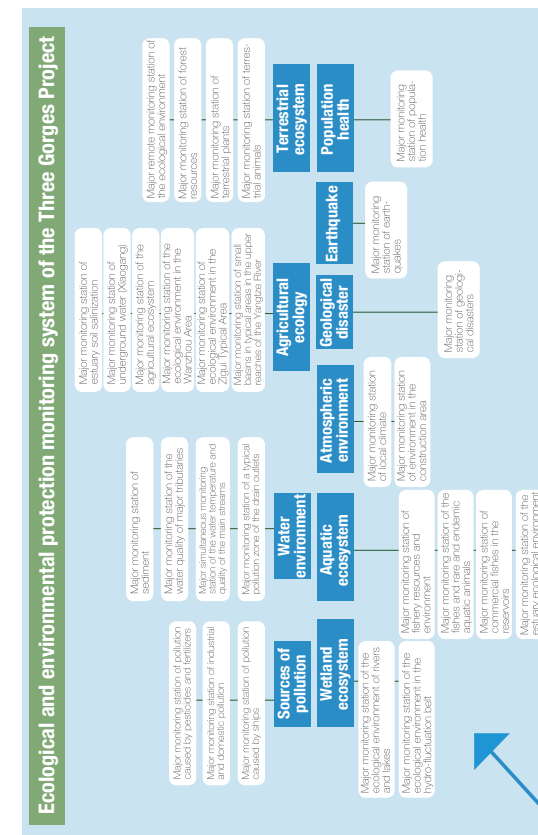 Ecological and environmental protection monitoring system of the Three Gorges Project
Major monitoring station of pollution
caused by pesticides and fertilizers
Major monitoring station of industrial
and domestic pollution
Major monitoring station of pollution
caused by ships
Sources of
pollution
Major monitoring station of
sediment
Major monitoring station of the
water quality of major tributaries
Major simultaneous monitoring
station of the water temperature and
quality of the main streams
Major monitoring station of a typical
pollution zone of the drain outlets
Water
environment
Major monitoring station of
estuary soil salinization
Major monitoring station of
underground water (Xiaogang)
Major monitoring station of the
agricultural ecosystem
Major monitoring station of the
ecological environment in the
Wanzhou Area
Major monitoring station of
ecological environment in the
Zigui Typical Area
Major monitoring station of small
basins in typical areas in the upper
reaches of the Yangtze River
Agricultural
ecology
Major remote monitoring station of
the ecological environment
Major monitoring station of forest
resources
Major monitoring station of
terrestrial plants
Major monitoring station of terres-
trial animals
Terrestrial
ecosystem
Wetland
ecosystem
Major monitoring station of the
ecological environment of rivers
and lakes
Major monitoring station of the
ecological environment in the
hydro-fluctuation belt
Aquatic
ecosystem
Major monitoring station of
fishery resources and
environment
Major monitoring station of the
fishes and rare and endemic
aquatic animals
Major monitoring station of
commercial fishes in the
reservoirs
Major monitoring station of the
estuary ecological environment
Atmospheric
environment
Major monitoring station
of local climate
Major monitoring station
of environment in the
construction area
Geological
disaster
Major monitoring
station of geologi-
cal disasters
Earthquake
Major monitoring
station of earth-
quakes
Population
health
Major monitoring
station of popula-
tion health